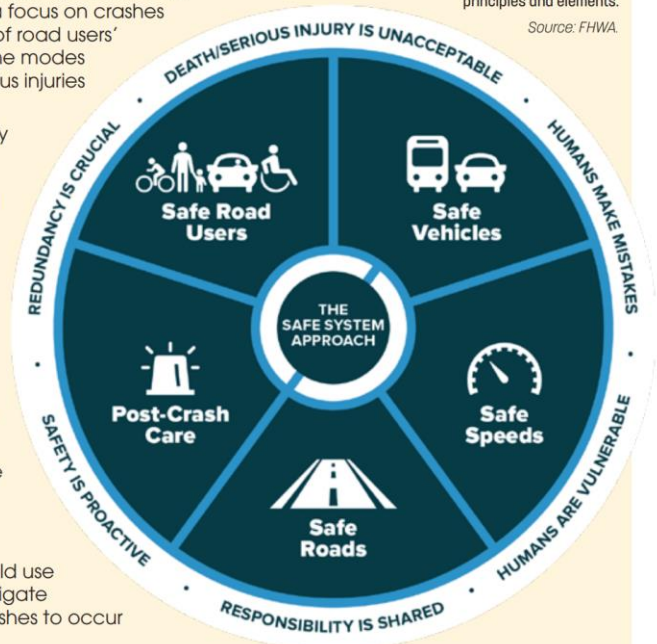 focus on crashes
of road users'
ne modes
us injuries
y
e
ld use
igate
shes to occur
principles and elements.
Source: FHWA.
DEATH/SERIOUS INJURY IS UNACCEPTABLE
HUMANS MAKE MISTAKES
HUMANS ARE VULNERABLE
RESPONSIBILITY IS SHARED
SAFETY IS PROACTIVE
REDUNDANCY IS CRUCIAL
Safe Road
Users
Safe
Vehicles
Safe
Speeds
Safe
Roads
Post-Crash
Care
THE
SAFE SYSTEM
APPROACH